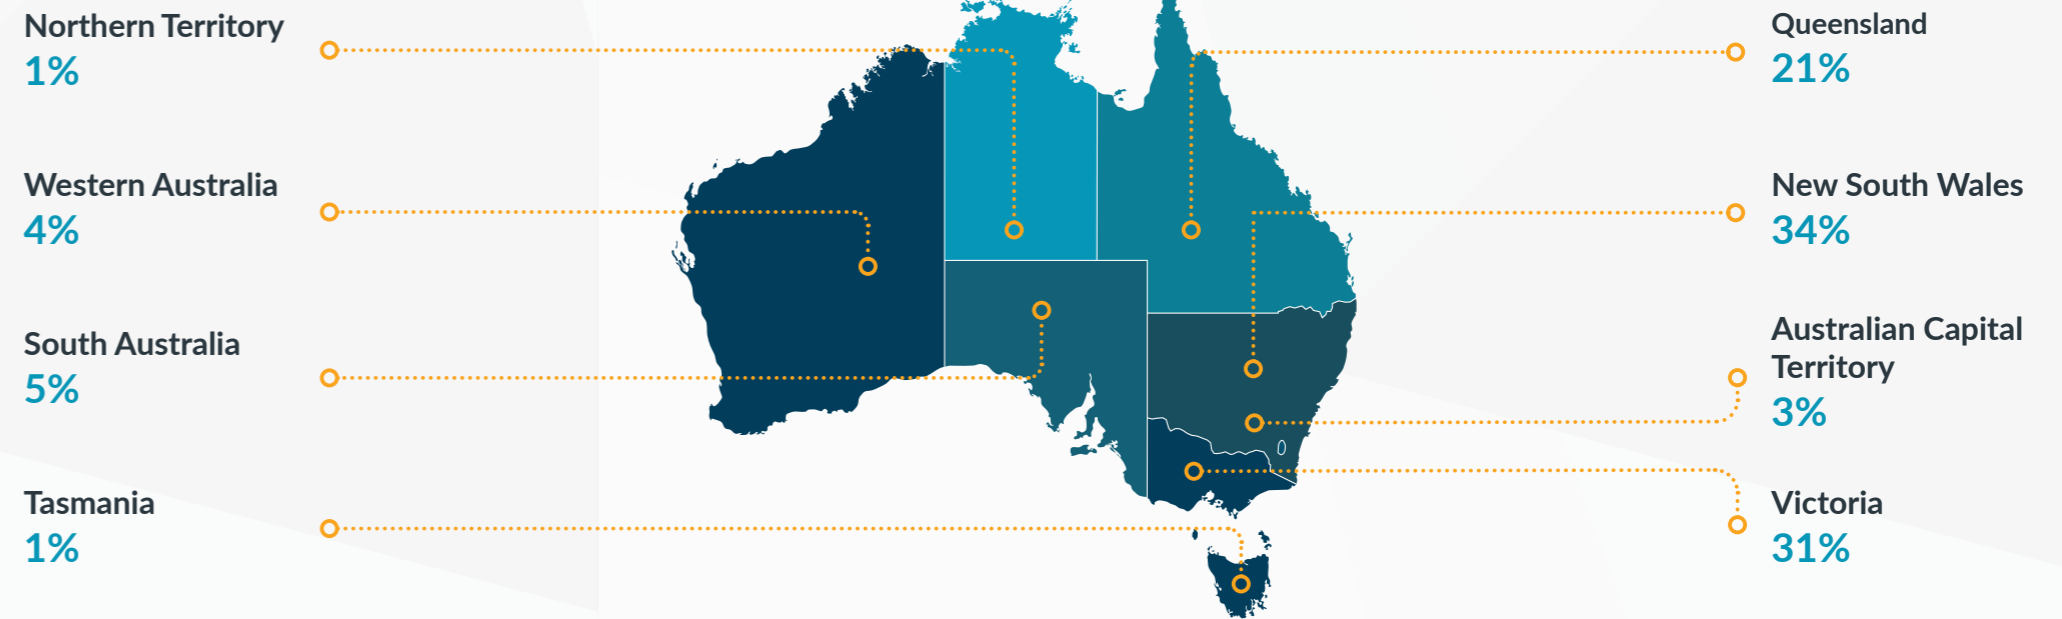 Northern Territory
1%
Western Australia
4%
South Australia
5%
Tasmania
1%
Queensland
21%
New South Wales
34%
Australian Capital
Territory
3%
Victoria
31%